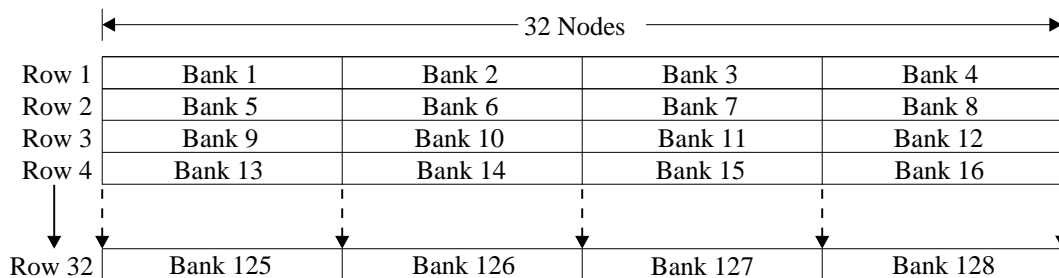 32 Nodes
Row 1 Bank 1 Bank 2 Bank 3 Bank 4
Row 2 Bank 5 Bank 6 Bank 7 Bank 8
Row 3 Bank 9 Bank 10 Bank 11 Bank 12
Row 4 Bank 13 Bank 14 Bank 15 Bank 16
Row 32 Bank 125 Bank 126 Bank 127 Bank 128